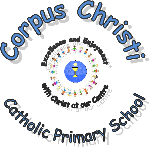 Corpus Christi
Excellence and Enjoyment
with Christ at our Centre
Catholic Primary School